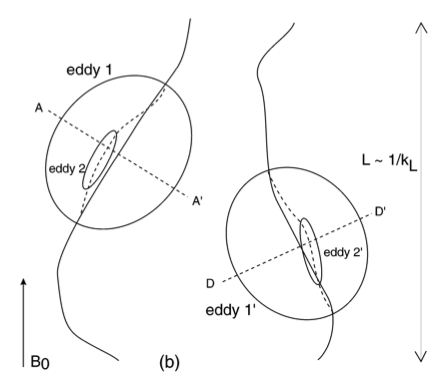 eddy 1
A
eddy 2
A'
L ~ 1/kL
D'
eddy 2'
D
eddy 1'
B0
(b)